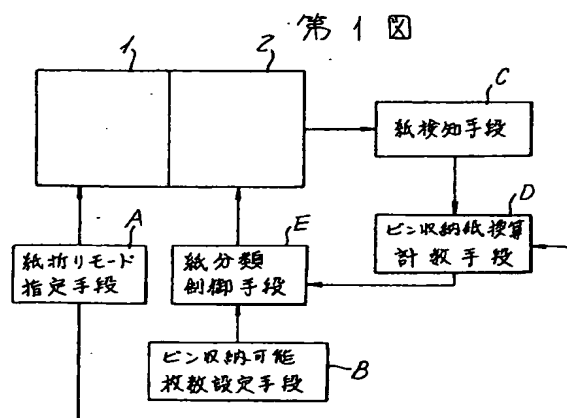 第 1 図
1
2
C
紙検知手段
A
紙折りモード
指定手段
E
紙分類
制御手段
D
ビン収納紙換算
計数手段
ビン収納可能
枚数設定手段
B